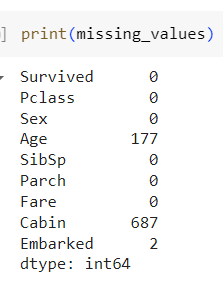 ] print(missing_values)
Survived 0
Pclass 0
Sex 0
Age 177
SibSp 0
Parch 0
Fare 0
Cabin 687
Embarked 2
dtype: int64